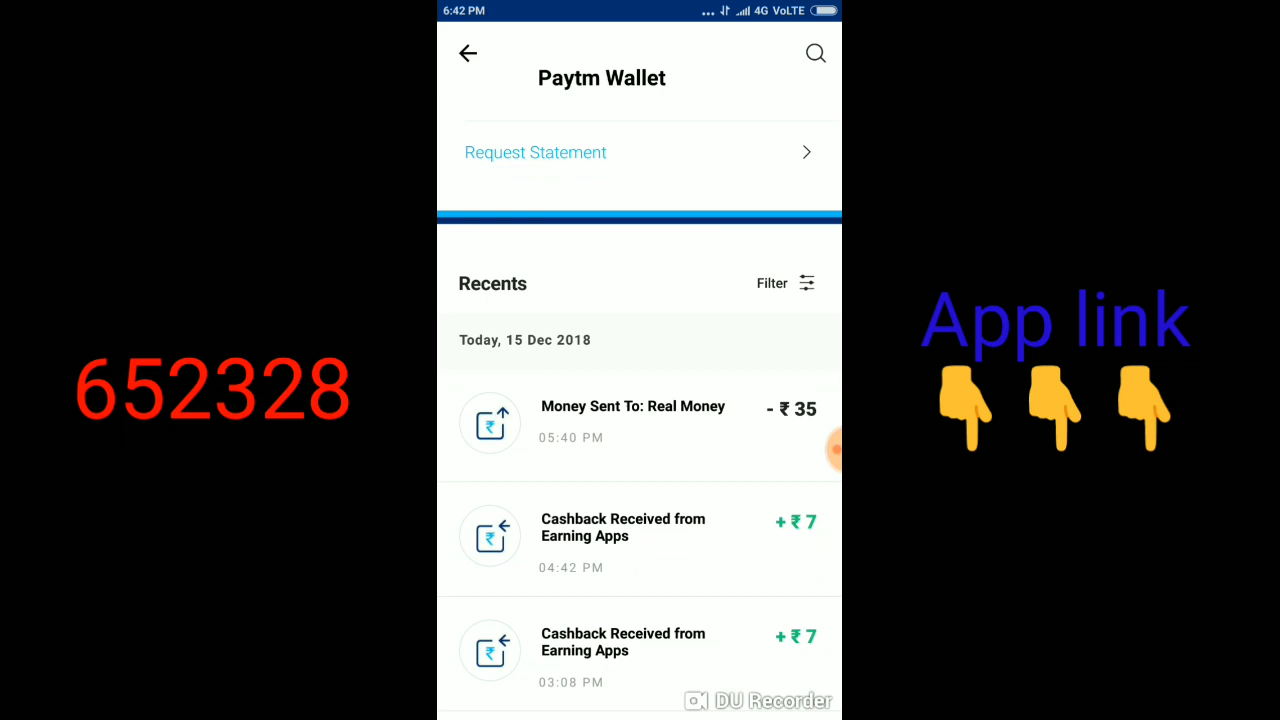 6:42 PM
... 4G VoLTE
Paytm Wallet
Request Statement
Recents
Filter
Today, 15 Dec 2018
Money Sent To: Real Money
- ₹ 35
05:40 PM
Cashback Received from
Earning Apps
+ ₹ 7
04:42 PM
Cashback Received from
Earning Apps
+ ₹ 7
03:08 PM
DU Recorder
652328
App link
👇 👇 👇